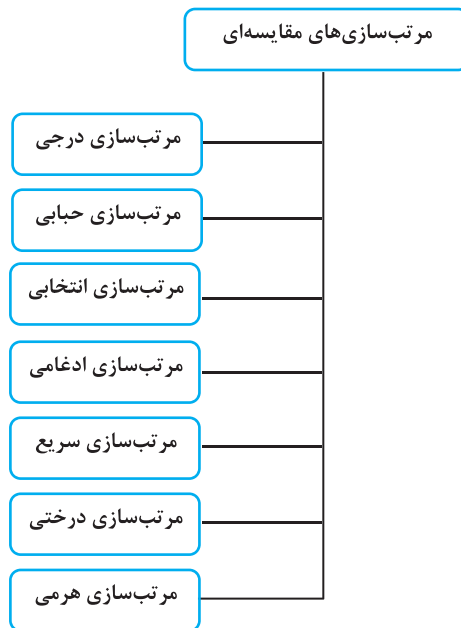 مرتب‌سازی‌های مقایسه‌ای
مرتب‌سازی درجی
مرتب‌سازی حبابی
مرتب‌سازی انتخابی
مرتب‌سازی ادغامی
مرتب‌سازی سریع
مرتب‌سازی درختی
مرتب‌سازی هرمی